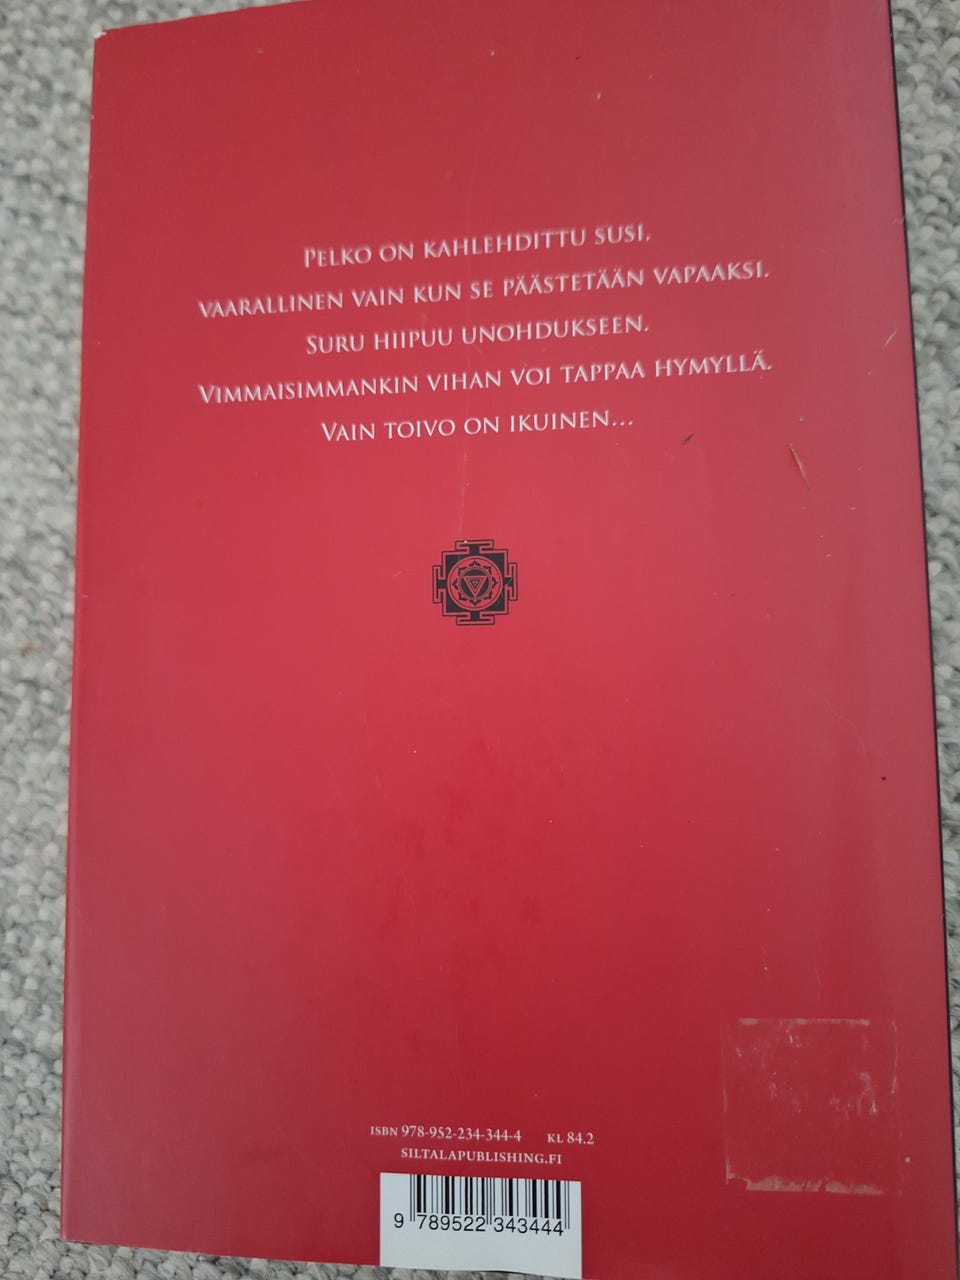 PELKO ON KAHLEHDITTU SUSI,
VAARALLINEN VAIN KUN SE PÄÄSTETÄÄN VAPAAKSI.
SURU HIIPUU UNOHDUKSEEN.
VIMMAISIMMANKIN VIHAN VOI TAPPAA HYMYLLÄ.
VAIN TOIVO ON IKUINEN...
ISBN 978-952-234-344-4 KL 84.2
SILTALAPUBLISHING.FI
9 789522 343444